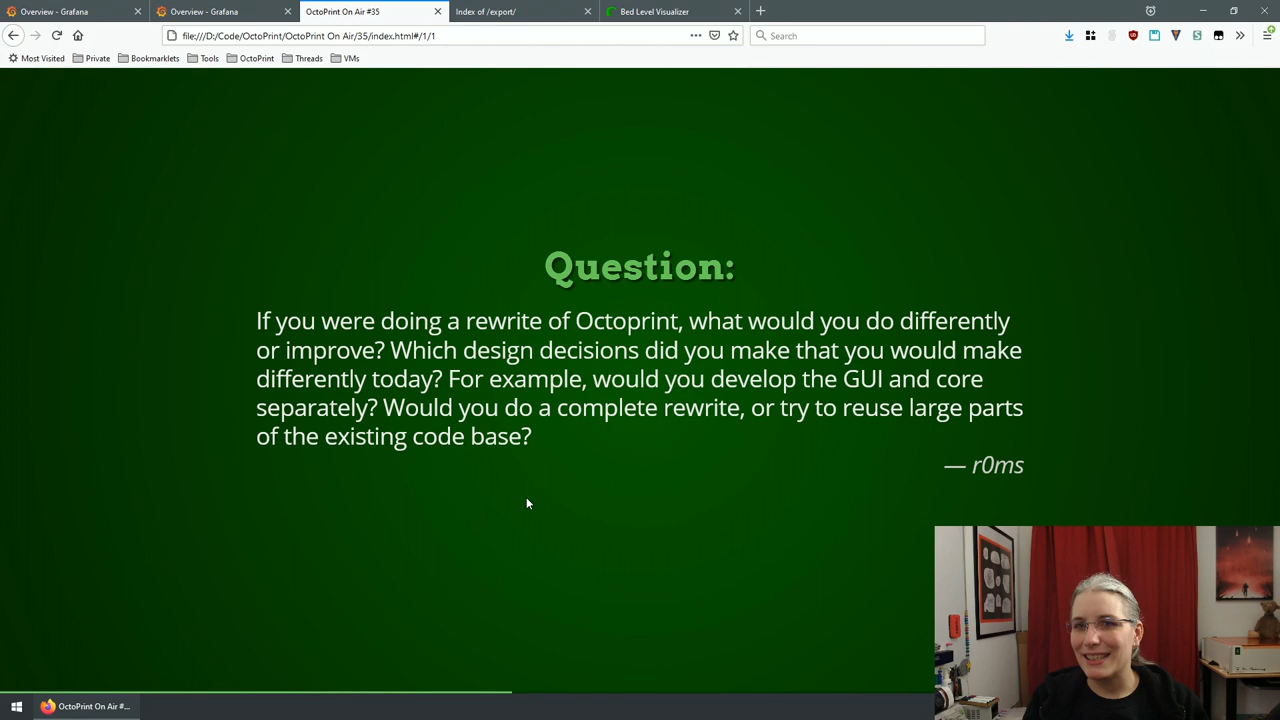 Overview - Grafana
Overview - Grafana
OctoPrint On Air #35
Index of /export/
Bed Level Visualizer
file:///D:/Code/OctoPrint/OctoPrint On Air/35/index.html#/1/1
Search
Most Visited
Private
Bookmarklets
Tools
OctoPrint
Threads
VMs
Question:
If you were doing a rewrite of Octoprint, what would you do differently
or improve? Which design decisions did you make that you would make
differently today? For example, would you develop the GUI and core
separately? Would you do a complete rewrite, or try to reuse large parts
of the existing code base?
— r0ms
OctoPrint On Air #...